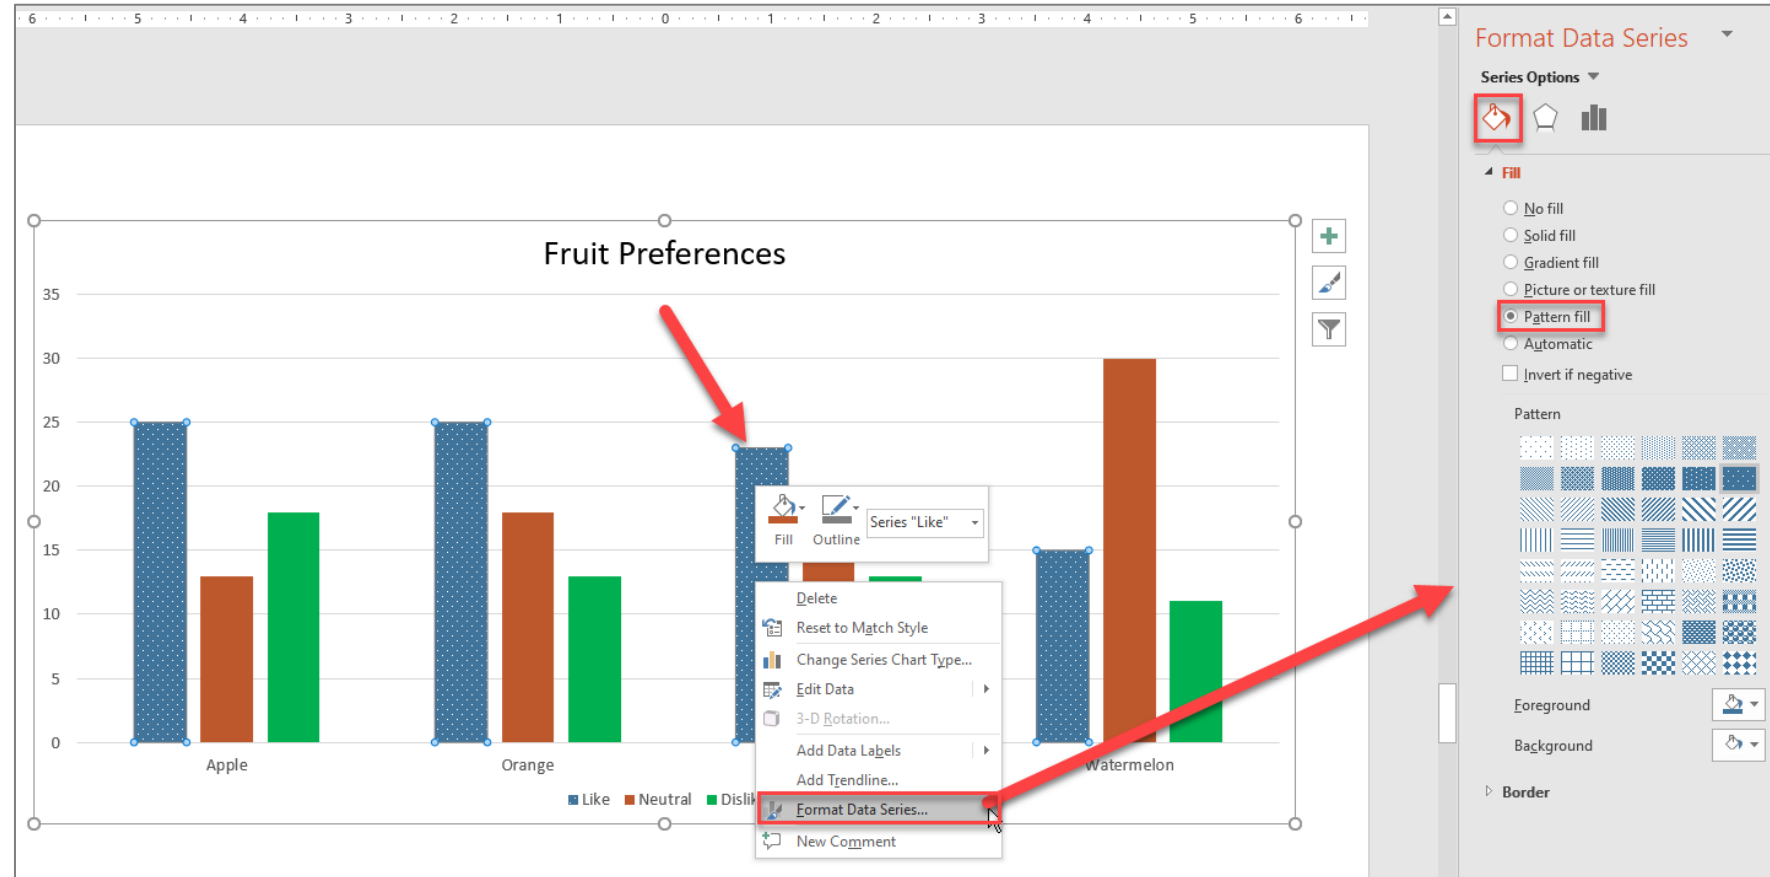 6 5 4 3 2 1 0 1 2 3 4 5 6
Format Data Series
Series Options
Fill
No fill
Solid fill
Gradient fill
Picture or texture fill
Pattern fill
Automatic
Invert if negative
Pattern
Foreground
Background
Border
Fruit Preferences
35
30
25
20
15
10
5
0
Apple Orange Watermelon
Like Neutral Dislik
Fill Outline Series "Like"
Delete
Reset to Match Style
Change Series Chart Type...
Edit Data
3-D Rotation...
Add Data Labels
Add Trendline...
Format Data Series...
New Comment